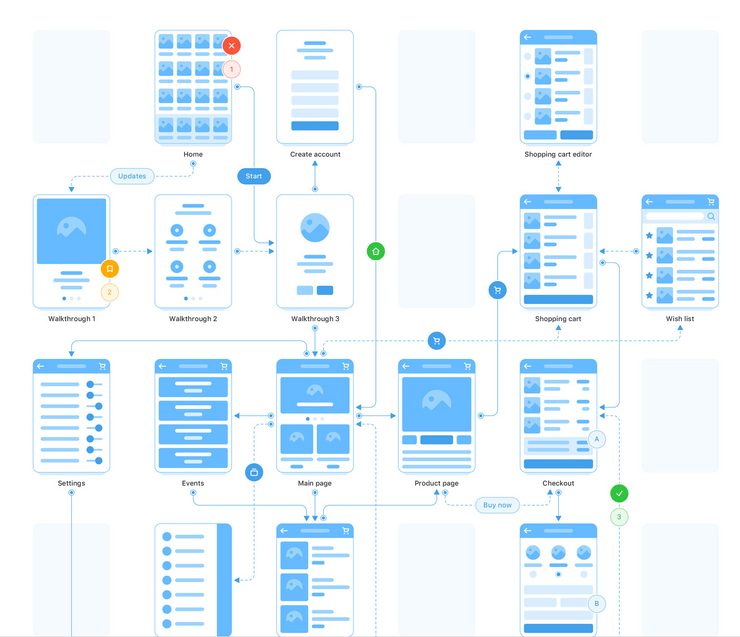 1
Home
Create account
Shopping cart editor
Updates
Start
2
Walkthrough 1
Walkthrough 2
Walkthrough 3
Shopping cart
Wish list
A
Settings
Events
Main page
Product page
Checkout
Buy now
3
B